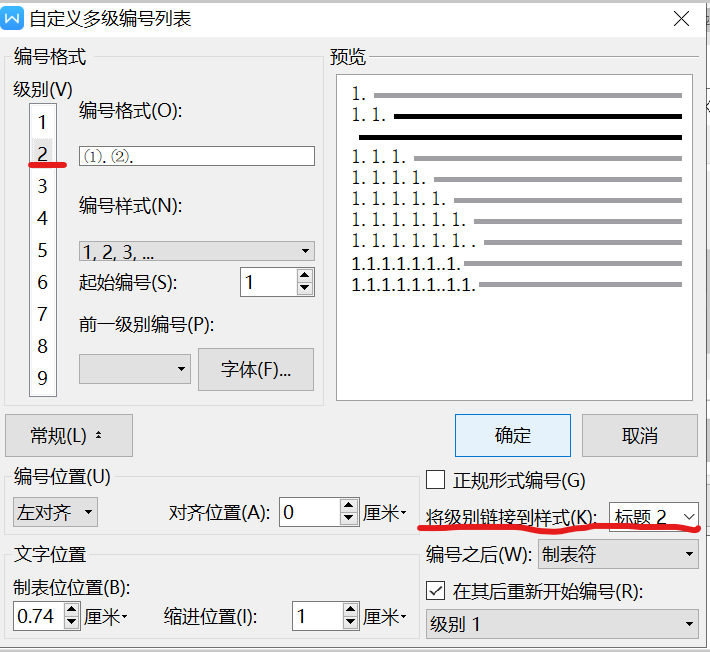 自定义多级编号列表
编号格式
级别(V)
1
2
3
4
5
6
7
8
9
编号格式(O):
⑴. ⑵.
编号样式(N):
1, 2, 3, ...
起始编号(S):
1
前一级别编号(P):
字体(F)...
预览
1.
1. 1.
1. 1. 1.
1. 1. 1. 1.
1. 1. 1. 1. 1.
1. 1. 1. 1. 1. 1.
1. 1. 1. 1. 1. 1. .
1.1.1.1.1.1..1.
1.1.1.1.1.1..1.1.
常规(L)
确定
取消
编号位置(U)
左对齐
对齐位置(A):
0
厘米
文字位置
制表位位置(B):
0.74
厘米
缩进位置(I):
1
厘米
正规形式编号(G)
将级别链接到样式(K):
标题 2
编号之后(W):
制表符
在其后重新开始编号(R):
级别 1